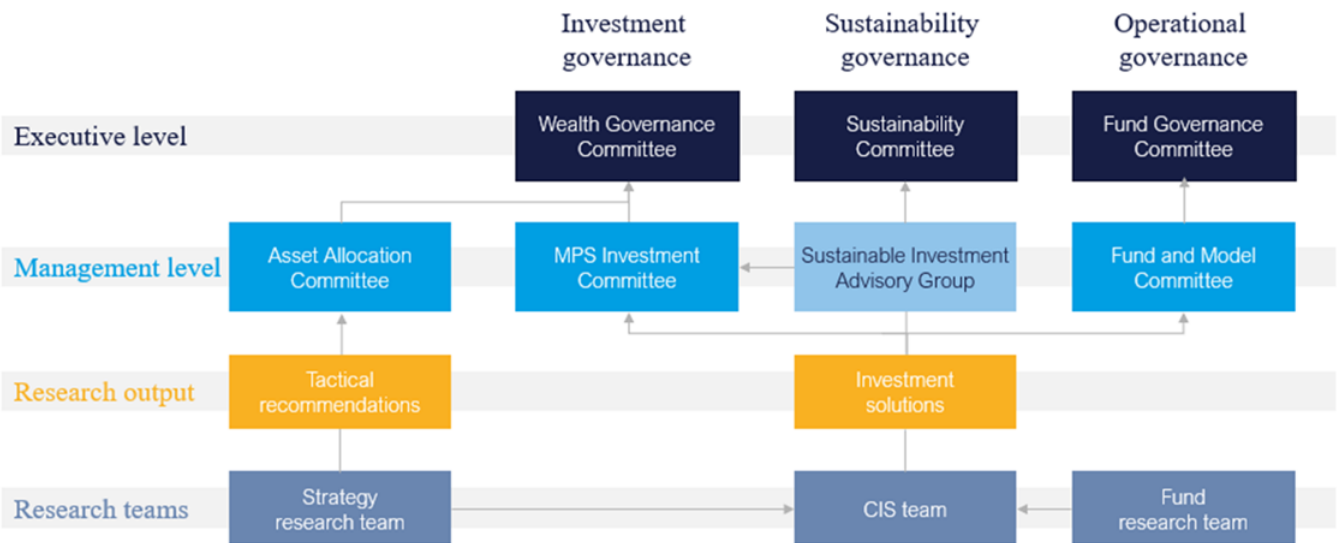 Investment
governance
Sustainability
governance
Operational
governance
Executive level
Wealth Governance
Committee
Sustainability
Committee
Fund Governance
Committee
Management level
Asset Allocation
Committee
MPS Investment
Committee
Sustainable Investment
Advisory Group
Fund and Model
Committee
Research output
Tactical
recommendations
Investment
solutions
Research teams
Strategy
research team
CIS team
Fund
research team